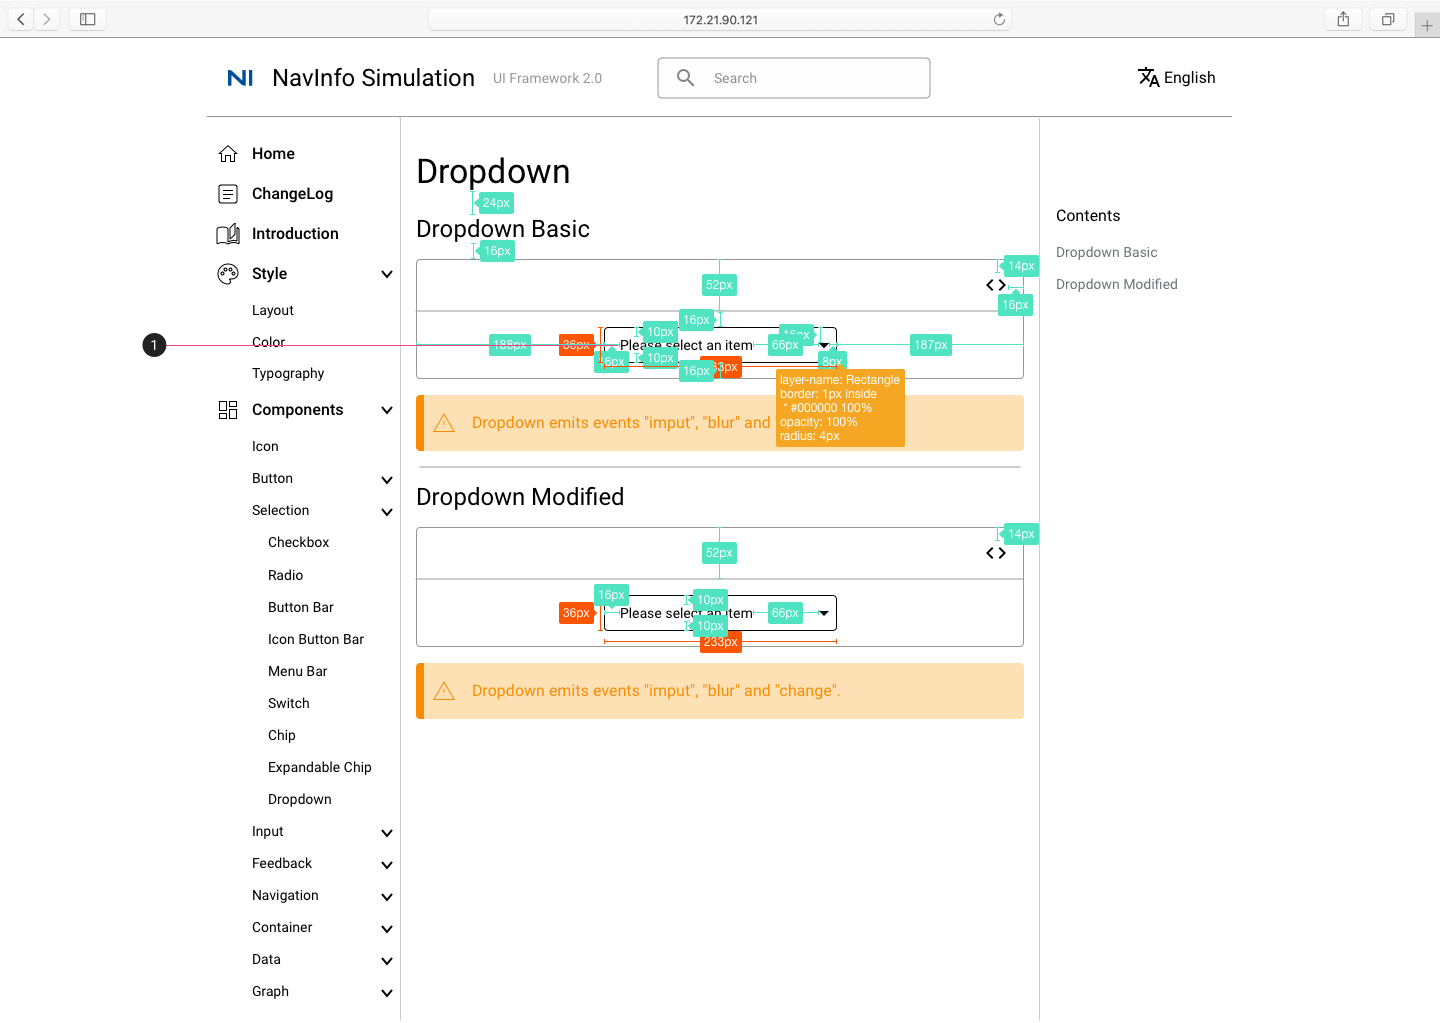 172.21.90.121
NI NavInfo Simulation UI Framework 2.0
Search
English
Home
ChangeLog
Introduction
Style
Layout
Color
Typography
Components
Icon
Button
Selection
Checkbox
Radio
Button Bar
Icon Button Bar
Menu Bar
Switch
Chip
Expandable Chip
Dropdown
Input
Feedback
Navigation
Container
Data
Graph
1
Dropdown
24px
Dropdown Basic
16px
14px
52px
16px
16px
10px
16px
188px
36px
Please select an item
66px
187px
10px
8px
16px
layer-name: Rectangle
border: 1px inside
* #000000 100%
opacity: 100%
radius: 4px
Dropdown emits events "imput", "blur" and
Dropdown Modified
14px
52px
16px
10px
36px
Please select an item
66px
10px
233px
Dropdown emits events "imput", "blur" and "change".
Contents
Dropdown Basic
Dropdown Modified